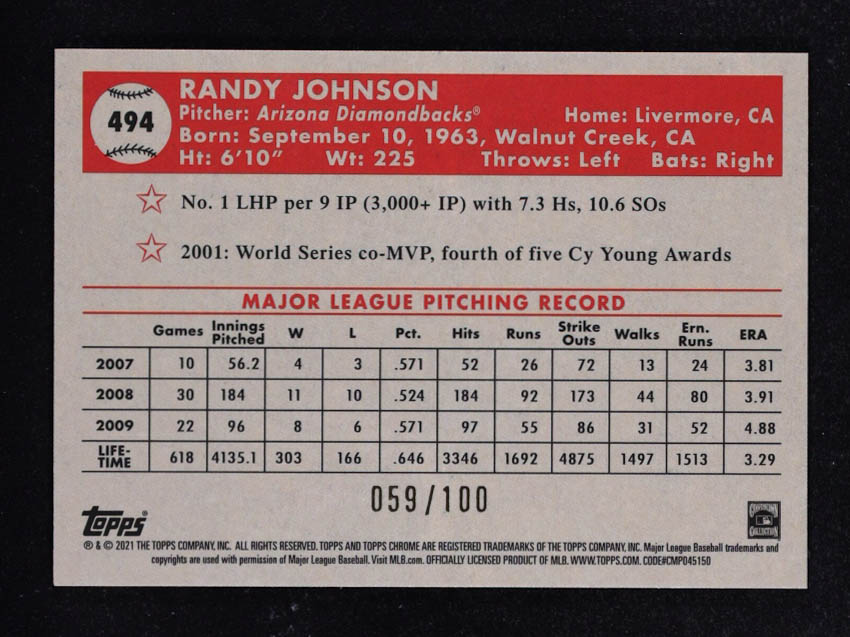 494
RANDY JOHNSON
Pitcher: Arizona Diamondbacks® Home: Livermore, CA
Born: September 10, 1963, Walnut Creek, CA
Ht: 6'10" Wt: 225 Throws: Left Bats: Right
No. 1 LHP per 9 IP (3,000+ IP) with 7.3 Hs, 10.6 SOs
2001: World Series co-MVP, fourth of five Cy Young Awards
MAJOR LEAGUE PITCHING RECORD
Games Innings Pitched W L Pct. Hits Runs Strike Outs Walks Ern. Runs ERA
2007 10 56.2 4 3 .571 52 26 72 13 24 3.81
2008 30 184 11 10 .524 184 92 173 44 80 3.91
2009 22 96 8 6 .571 97 55 86 31 52 4.88
LIFE-TIME 618 4135.1 303 166 .646 3346 1692 4875 1497 1513 3.29
059/100
Topps® COOPERSTOWN COLLECTION
® & © 2021 THE TOPPS COMPANY, INC. ALL RIGHTS RESERVED. TOPPS AND TOPPS CHROME ARE REGISTERED TRADEMARKS OF THE TOPPS COMPANY, INC. Major League Baseball trademarks and
copyrights are used with permission of Major League Baseball. Visit MLB.com. OFFICIALLY LICENSED PRODUCT OF MLB. WWW.TOPPS.COM. CODE#CMP045150